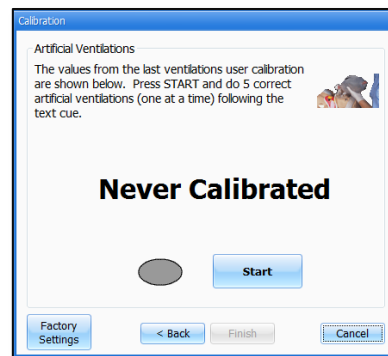 Calibration
Artificial Ventilations
The values from the last ventilations user calibration
are shown below. Press START and do 5 correct
artificial ventilations (one at a time) following the
text cue.
Never Calibrated
Start
Factory
Settings
< Back
Finish
Cancel